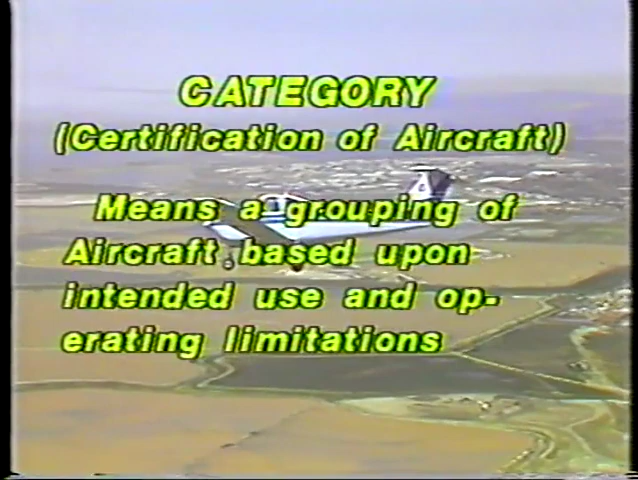 CATEGORY
(Certification of Aircraft)
Means a grouping of
Aircraft based upon
intended use and op-
erating limitations